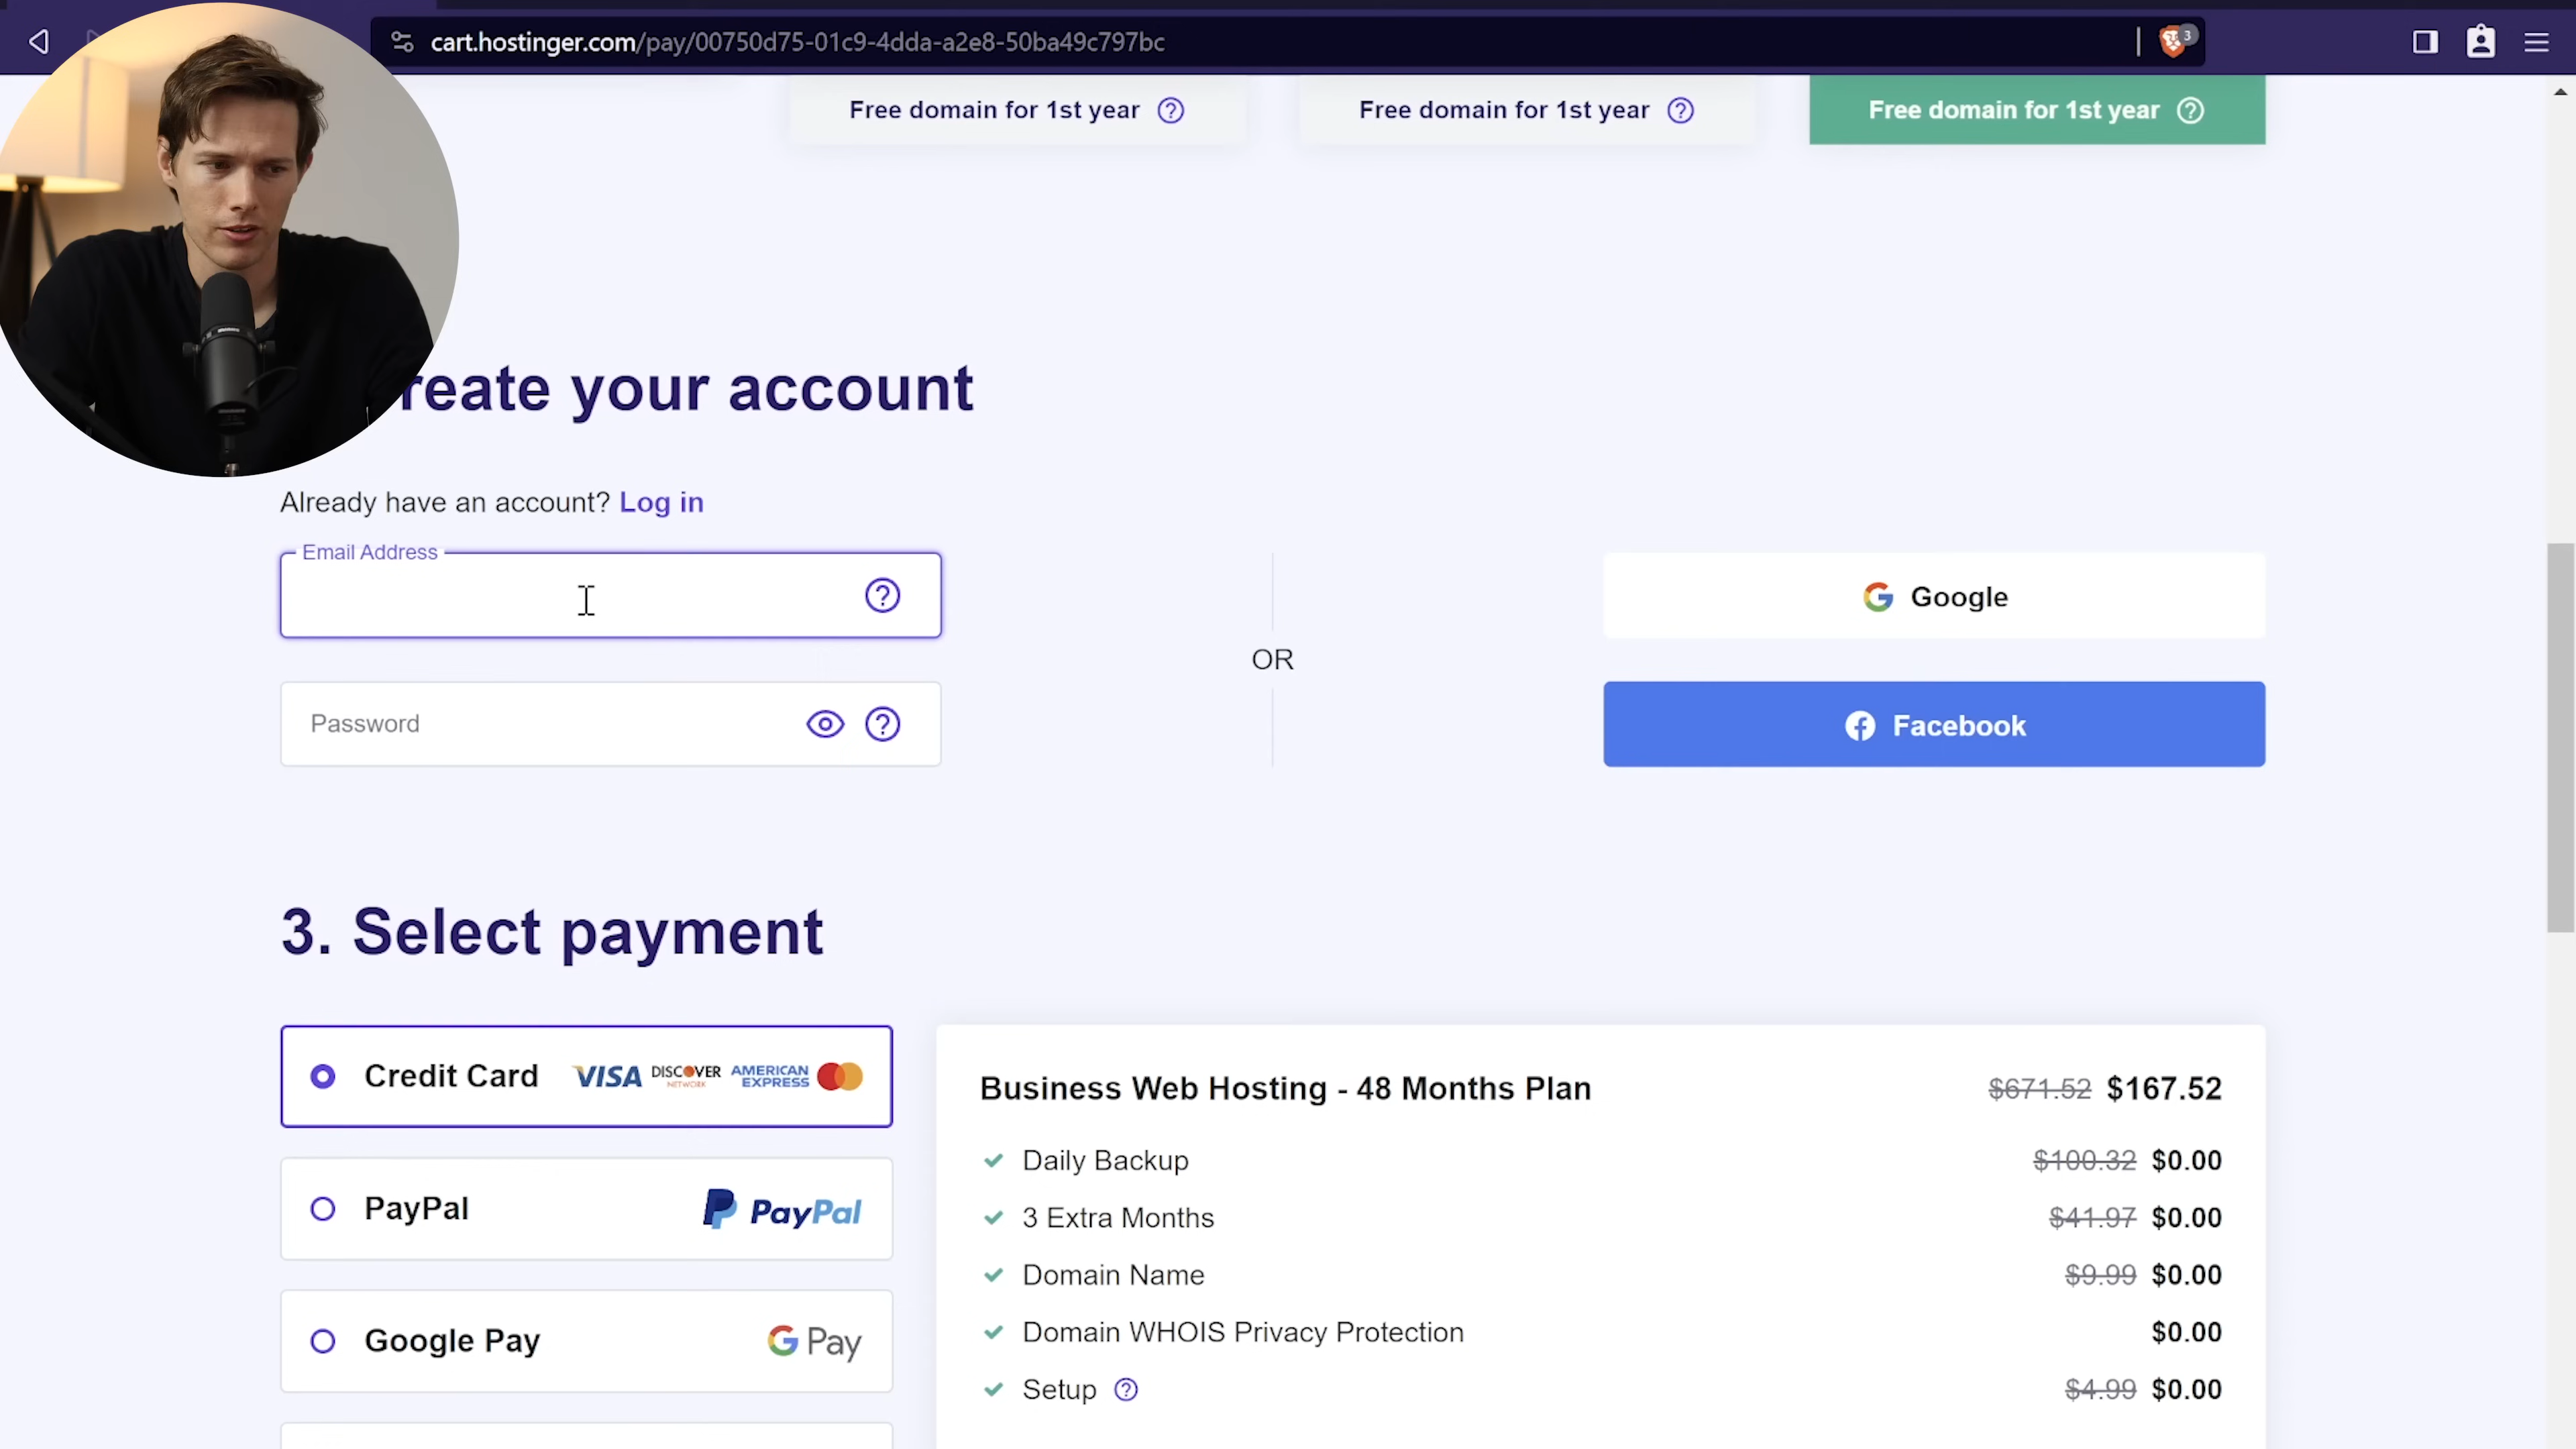 cart.hostinger.com/pay/00750d75-01c9-4dda-a2e8-50ba49c797bc
3
Free domain for 1st year
Free domain for 1st year
Free domain for 1st year
reate your account
Already have an account? Log in
Email Address
Password
OR
Google
Facebook
3. Select payment
Credit Card VISA DISCOVER NETWORK AMERICAN EXPRESS
PayPal PayPal
Google Pay G Pay
Business Web Hosting - 48 Months Plan $671.52 $167.52
Daily Backup $100.32 $0.00
3 Extra Months $41.97 $0.00
Domain Name $9.99 $0.00
Domain WHOIS Privacy Protection $0.00
Setup $4.99 $0.00